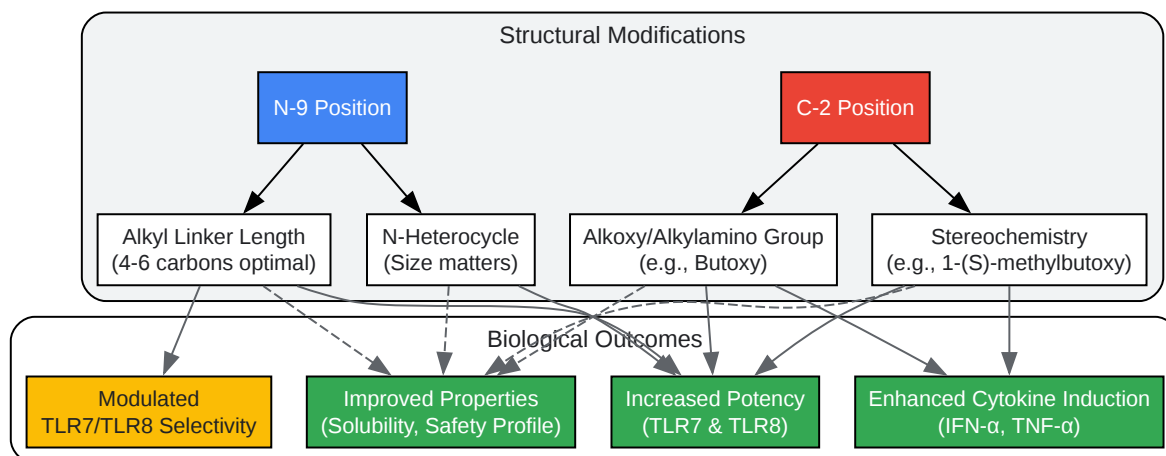 Structural Modifications
N-9 Position
C-2 Position
Alkyl Linker Length
(4-6 carbons optimal)
N-Heterocycle
(Size matters)
Alkoxy/Alkylamino Group
(e.g., Butoxy)
Stereochemistry
(e.g., 1-(S)-methylbutoxy)
Biological Outcomes
Modulated
TLR7/TLR8 Selectivity
Improved Properties
(Solubility, Safety Profile)
Increased Potency
(TLR7 & TLR8)
Enhanced Cytokine Induction
(IFN-α, TNF-α)